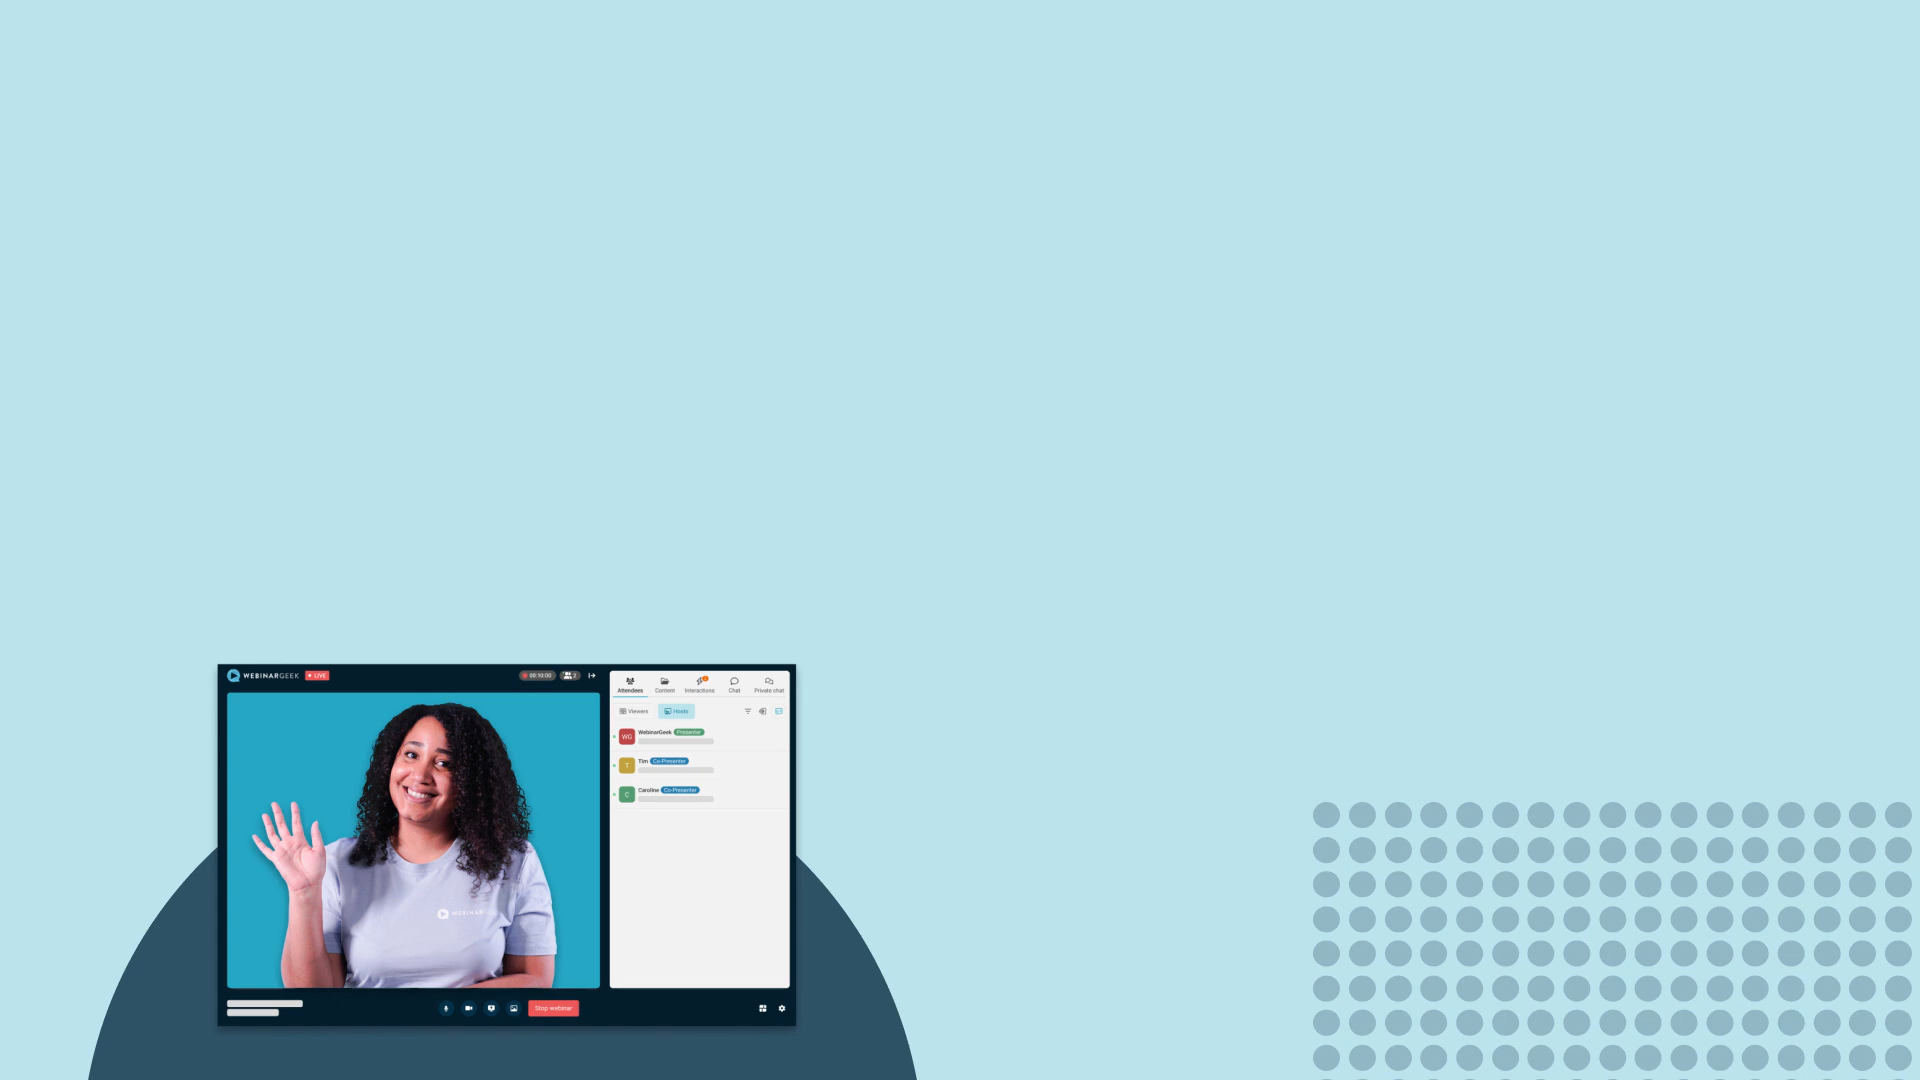 WEBINARGEEK
LIVE
00:10:00
2
Attendees
Content
Interactions
Chat
Private chat
Viewers
Hosts
WG
WebinarGeek Presenter
T
Tim Co-Presenter
C
Caroline Co-Presenter
WEBINAR
Stop webinar